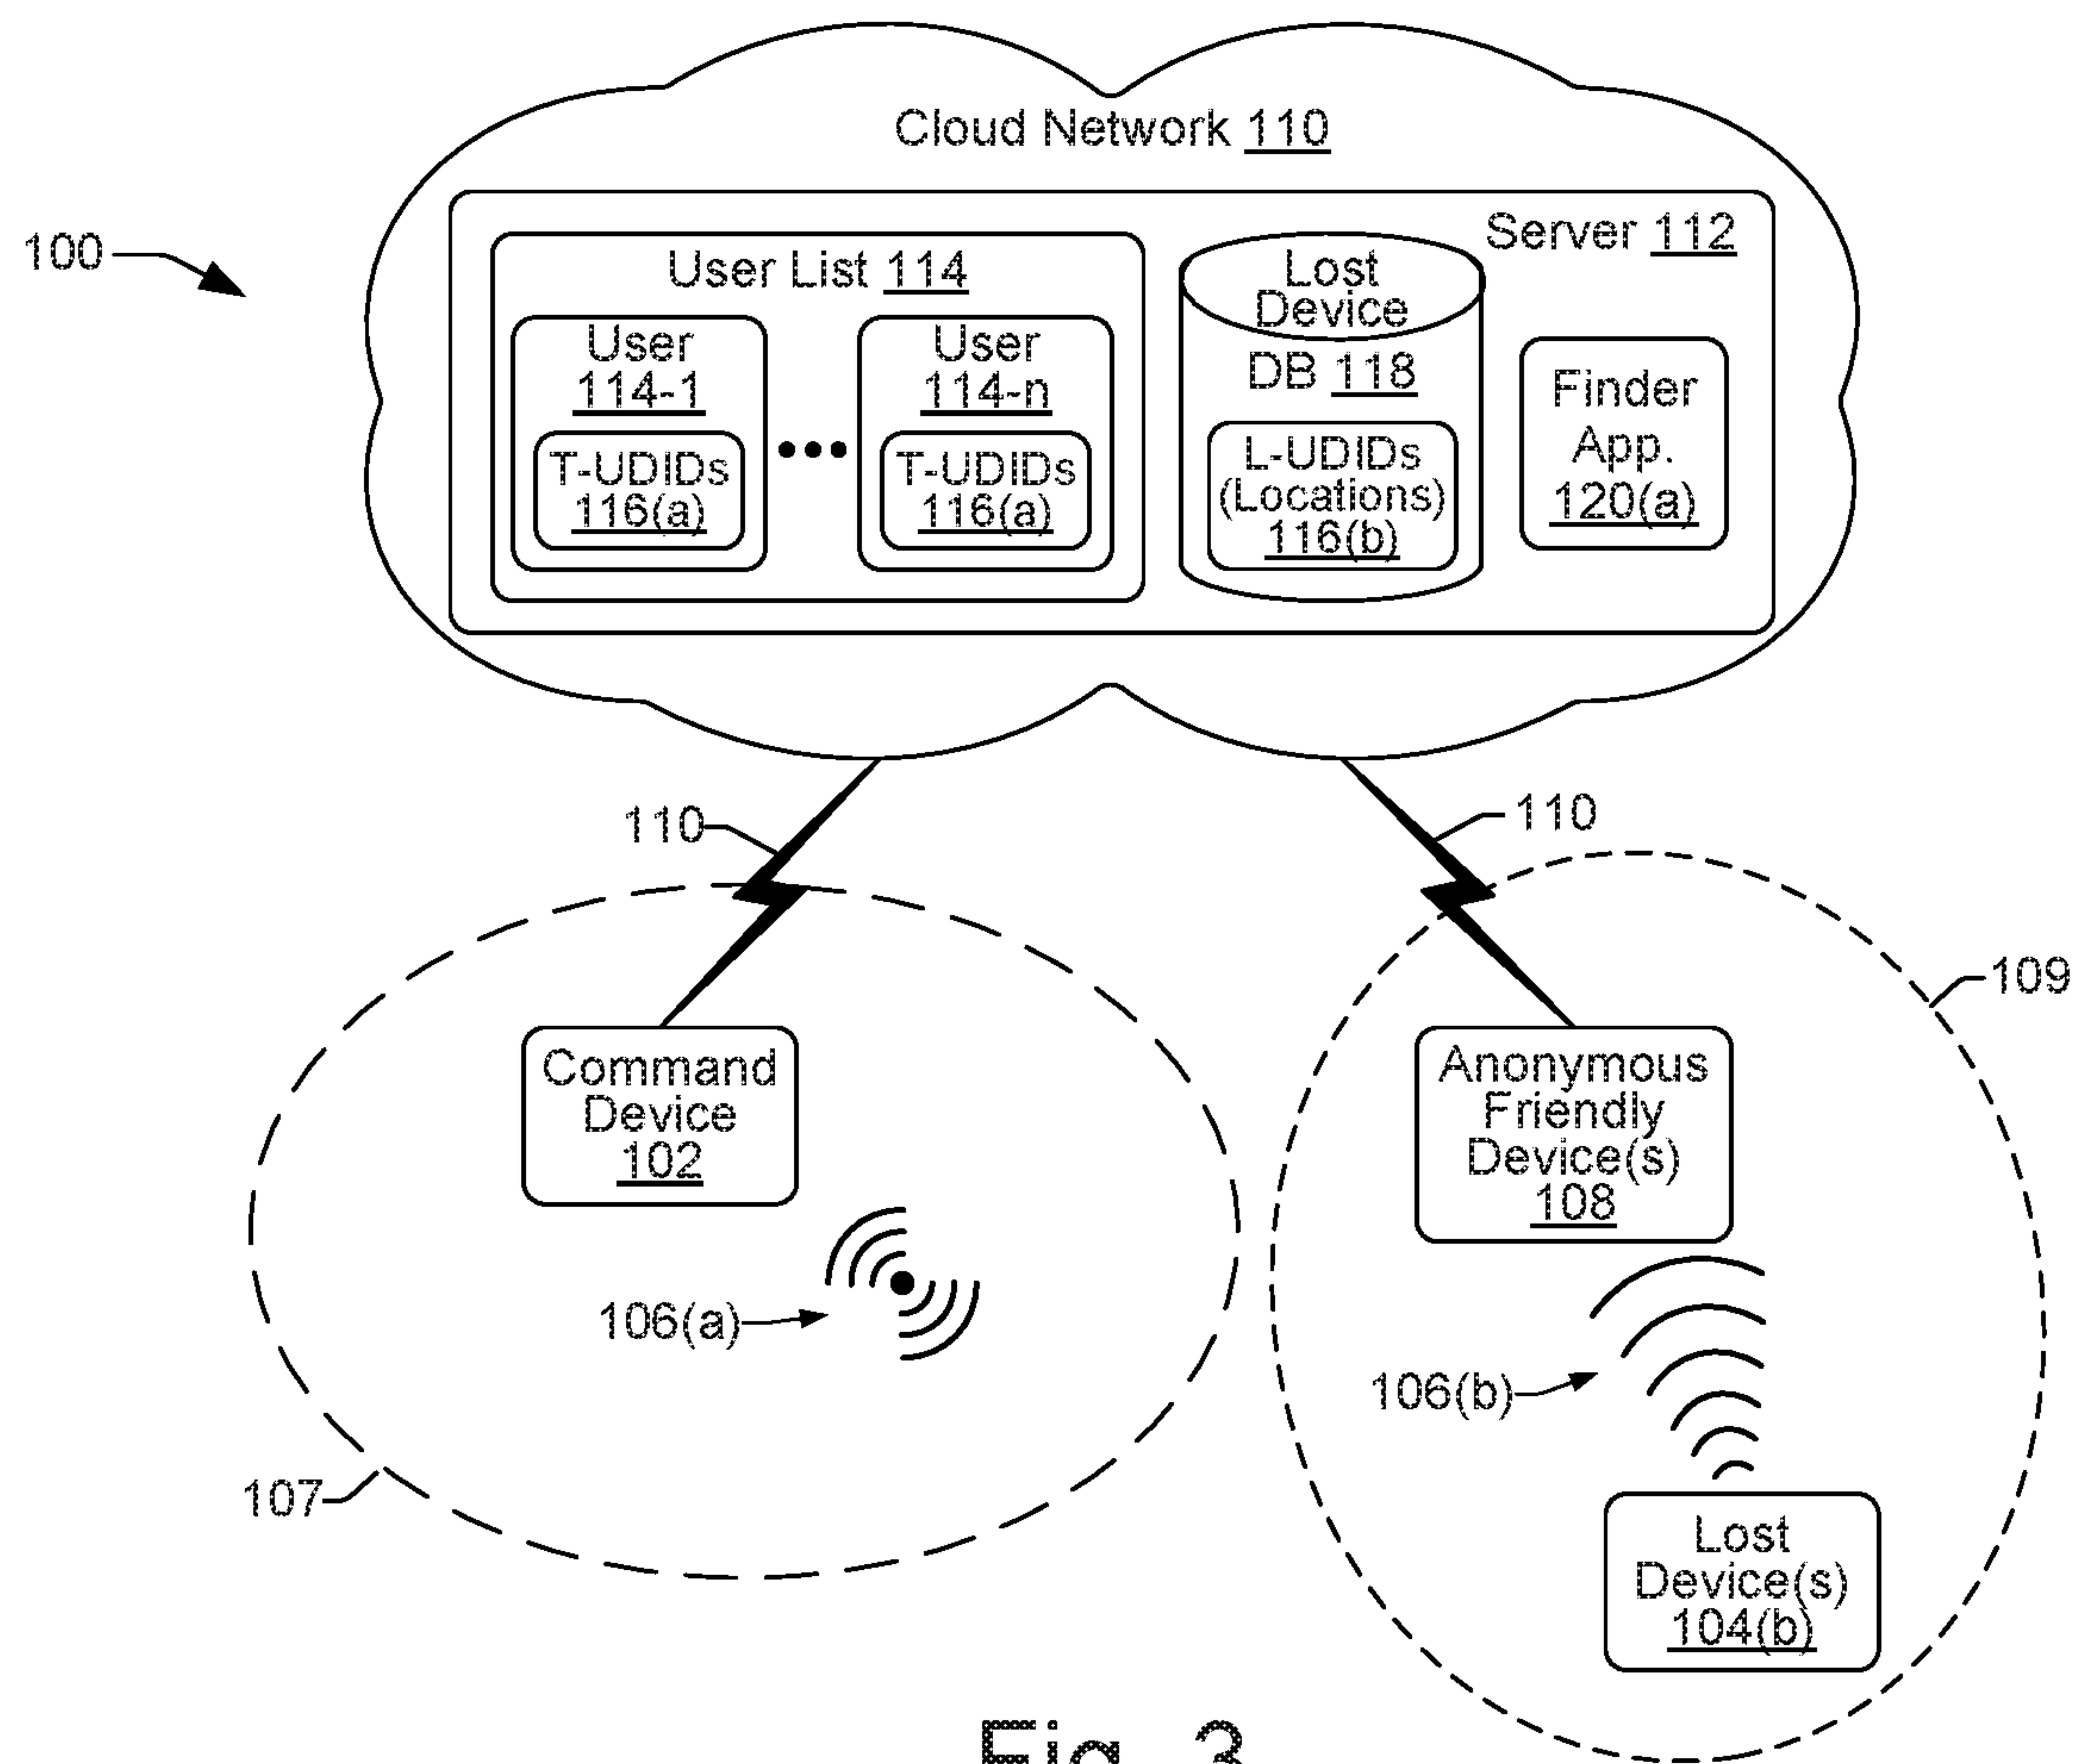 Cloud Network 110
100
Server 112
User List 114
User
114-1
T-UDIDs
116(a)
User
114-n
T-UDIDs
116(a)
Lost
Device
DB 118
L-UDIDs
(Locations)
116(b)
Finder
App.
120(a)
110
110
109
Command
Device
102
106(a)
107
Anonymous
Friendly
Device(s)
108
106(b)
Lost
Device(s)
104(b)
Fig. 3